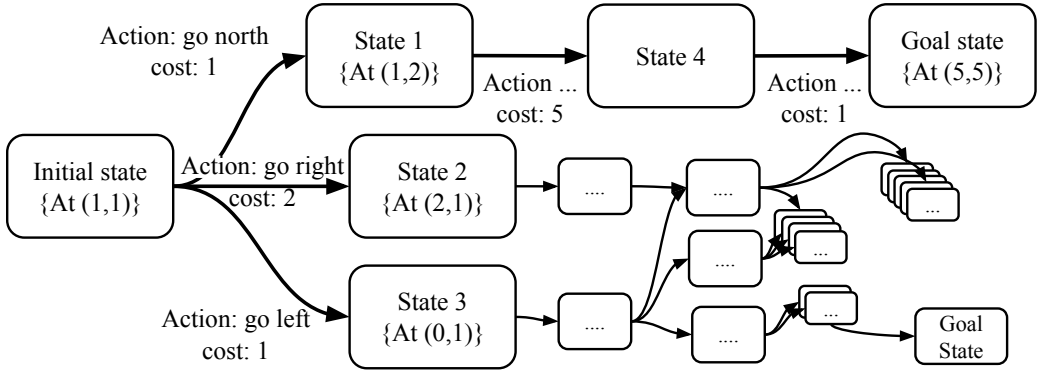 Action: go north
cost: 1
State 1
{At (1,2)}
Action ...
cost: 5
State 4
Action ...
cost: 1
Goal state
{At (5,5)}
Initial state
{At (1,1)}
Action: go right
cost: 2
State 2
{At (2,1)}
....
....
...
....
...
Action: go left
cost: 1
State 3
{At (0,1)}
....
....
...
Goal
State